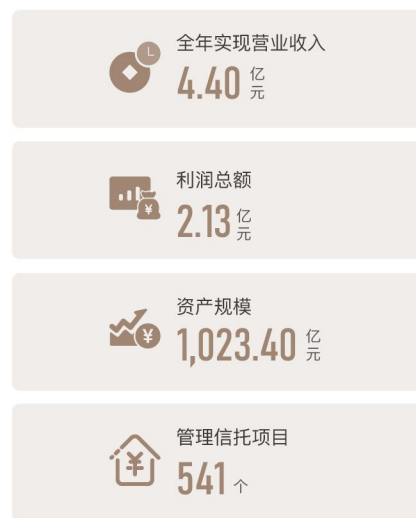 全年实现营业收入
4.40 亿元
利润总额
2.13 亿元
资产规模
1,023.40 亿元
管理信托项目
541 个